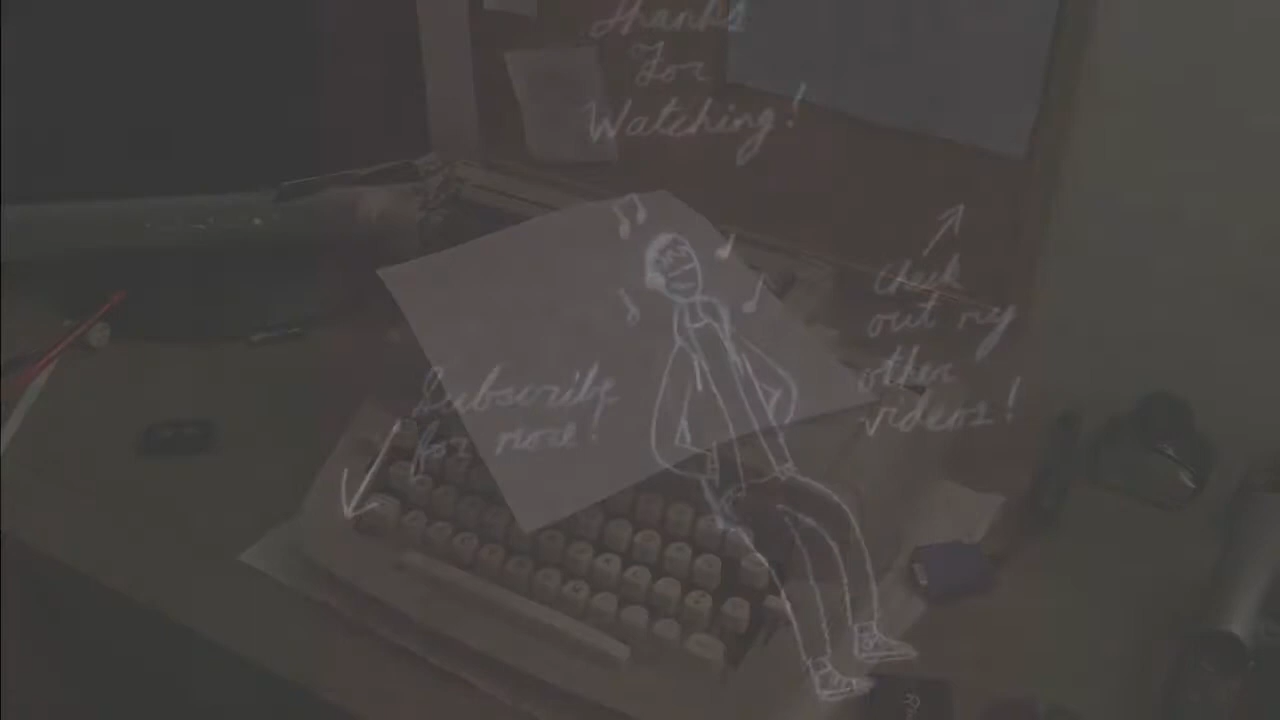 Thanks
For
Watching!
Check
out my
other
videos!
Subscribe
for more!